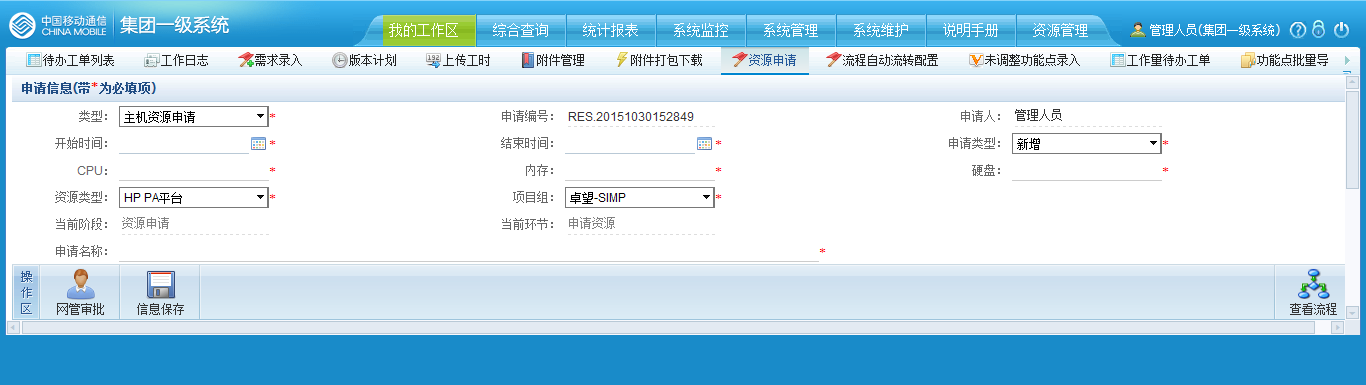 中国移动通信
CHINA MOBILE
集团一级系统
我的工作区 综合查询 统计报表 系统监控 系统管理 系统维护 说明手册 资源管理
管理人员(集团一级系统)
待办工单列表 工作日志 需求录入 版本计划 上传工时 附件管理 附件打包下载 资源申请 流程自动流转配置 未调整功能点录入 工作量待办工单 功能点批量导
申请信息(带*为必填项)
类型: 主机资源申请 * 申请编号: RES.20151030152849 申请人: 管理人员
开始时间: * 结束时间: * 申请类型: 新增 *
CPU: * 内存: * 硬盘: *
资源类型: HP PA平台 * 项目组: 卓望-SIMP *
当前阶段: 资源申请 当前环节: 申请资源
申请名称: *
操作区
网管审批 信息保存 查看流程